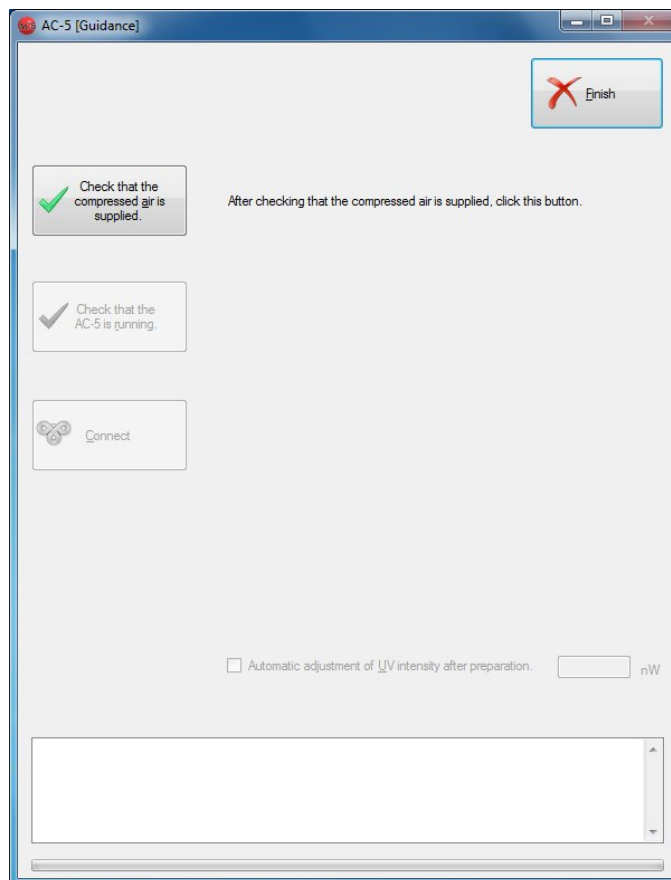 AC-5 [Guidance]
Finish
Check that the
compressed air is
supplied.
After checking that the compressed air is supplied, click this button.
Check that the
AC-5 is running.
Connect
Automatic adjustment of UV intensity after preparation.
nW